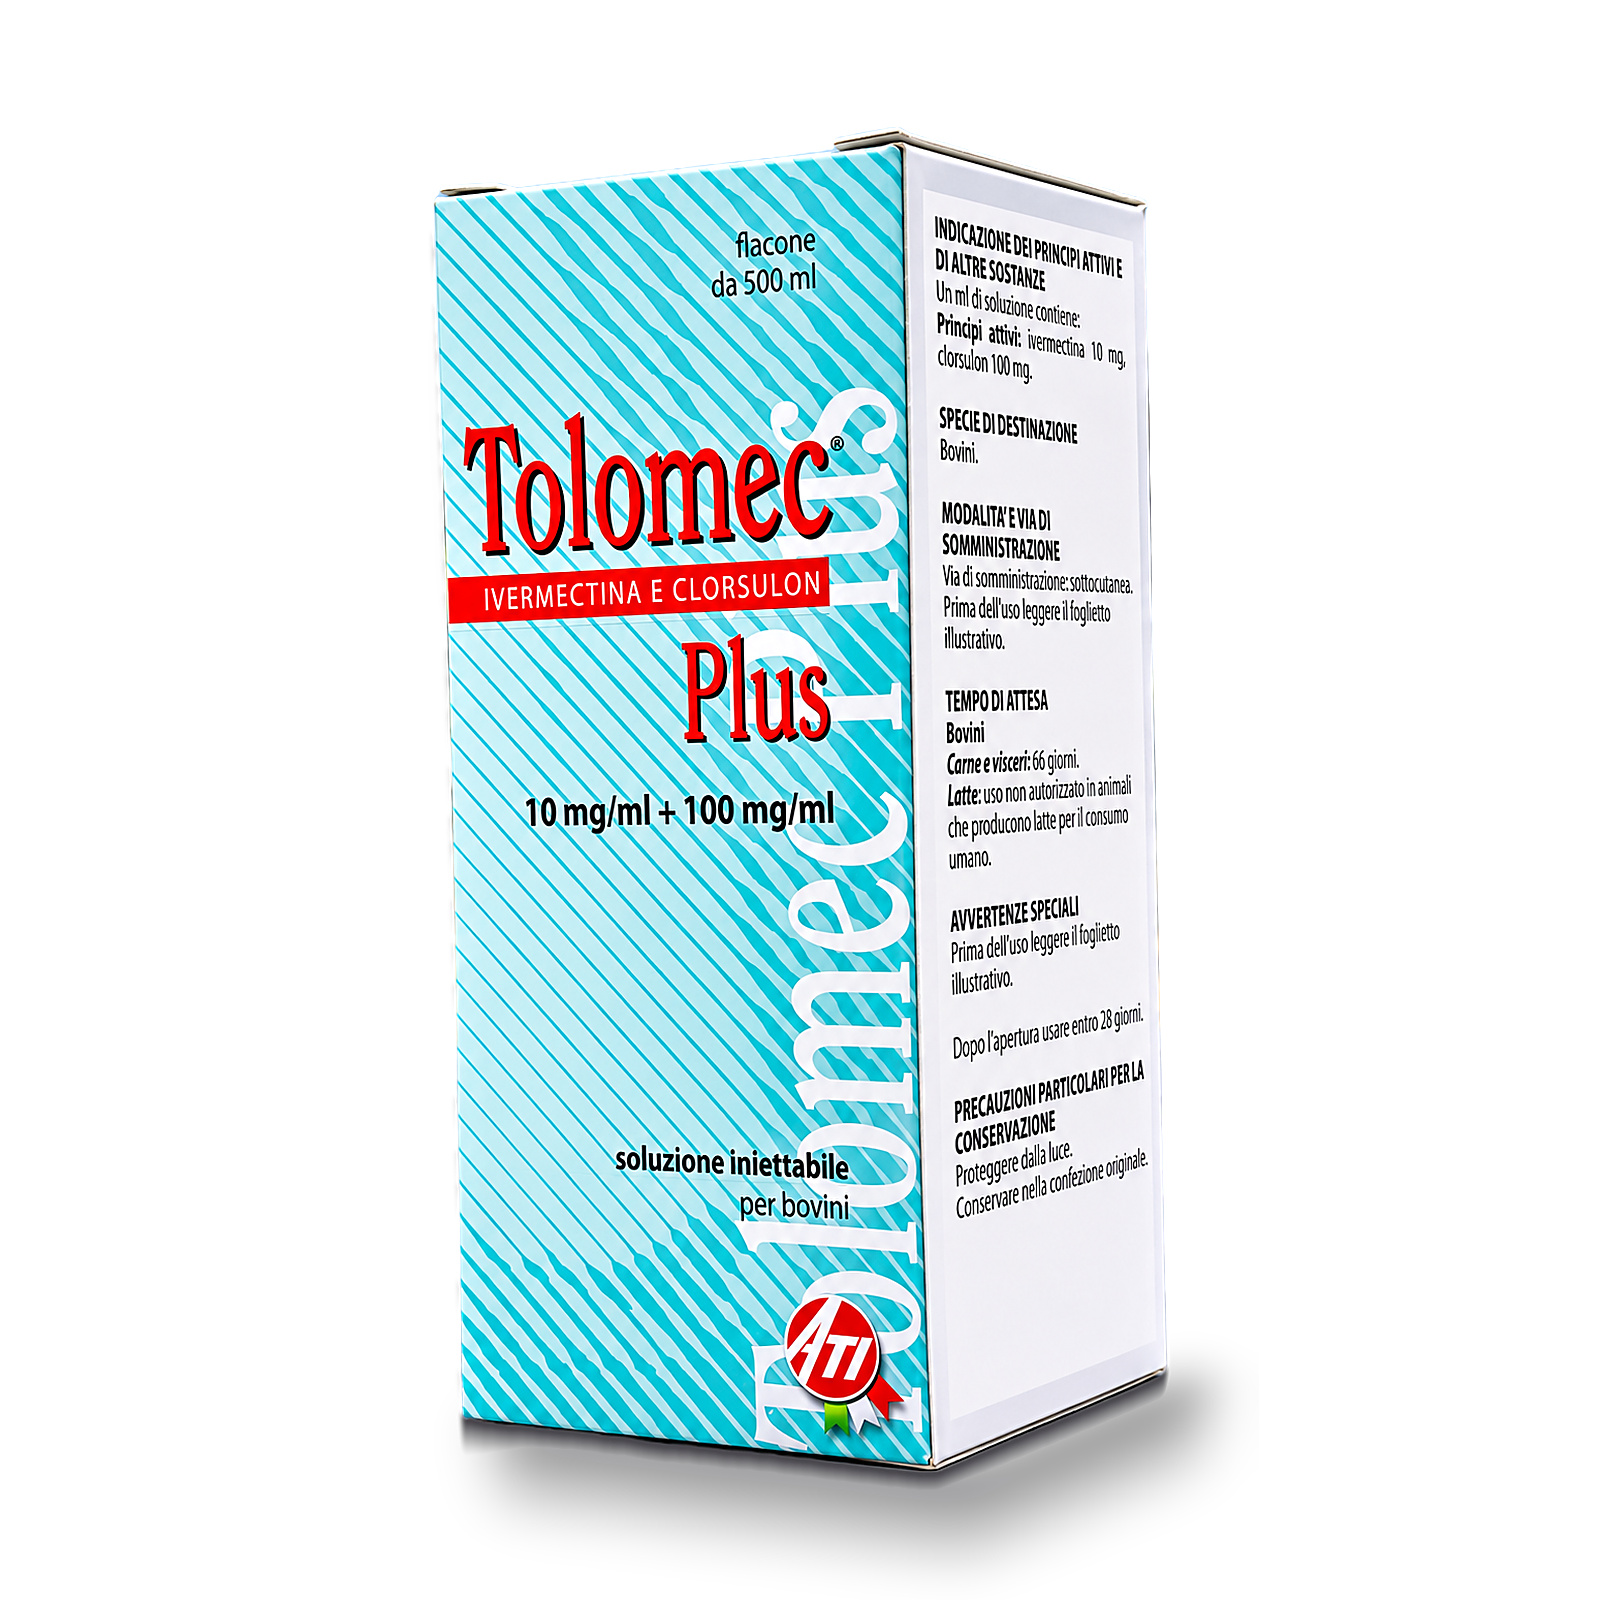 flacone
da 500 ml
Tolomec®
IVERMECTINA E CLORSULON
Plus
10 mg/ml + 100 mg/ml
soluzione iniettabile
per bovini
Tolomec Plus
ATI
INDICAZIONE DEI PRINCIPI ATTIVI E
DI ALTRE SOSTANZE
Un ml di soluzione contiene:
Principi attivi: ivermectina 10 mg,
clorsulon 100 mg.
SPECIE DI DESTINAZIONE
Bovini.
MODALITA' E VIA DI
SOMMINISTRAZIONE
Via di somministrazione: sottocutanea.
Prima dell'uso leggere il foglietto
illustrativo.
TEMPO DI ATTESA
Bovini
Carne e visceri: 66 giorni.
Latte: uso non autorizzato in animali
che producono latte per il consumo
umano.
AVVERTENZE SPECIALI
Prima dell'uso leggere il foglietto
illustrativo.
Dopo l'apertura usare entro 28 giorni.
PRECAUZIONI PARTICOLARI PER LA
CONSERVAZIONE
Proteggere dalla luce.
Conservare nella confezione originale.